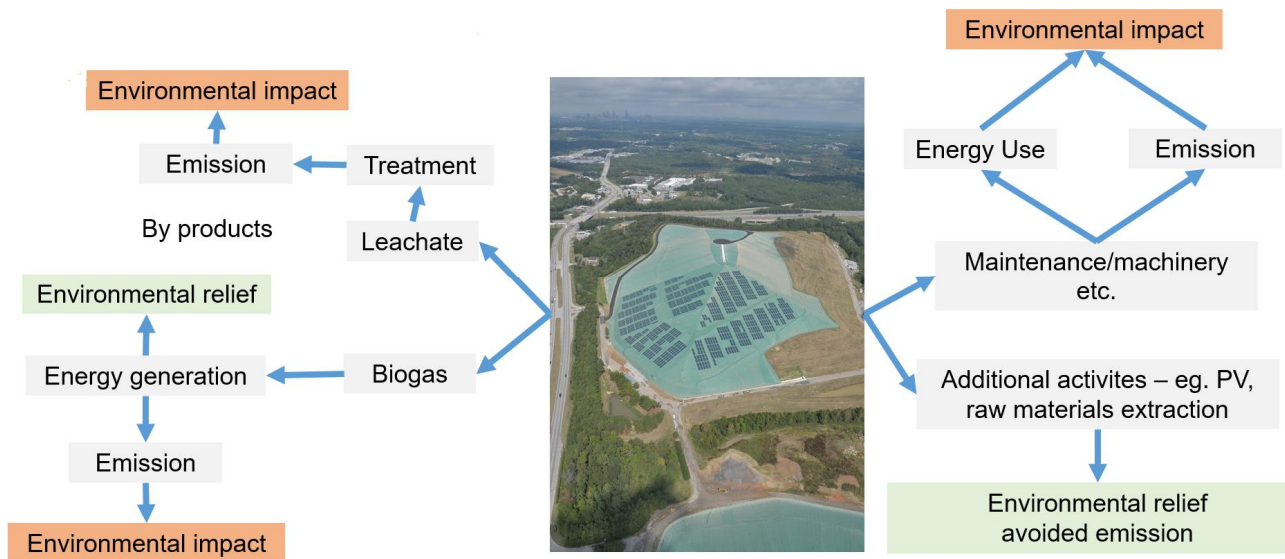 Environmental impact
Environmental impact
Energy Use
Emission
Emission
Treatment
By products
Leachate
Maintenance/machinery
etc.
Environmental relief
Energy generation
Biogas
Additional activites – eg. PV,
raw materials extraction
Emission
Environmental relief
avoided emission
Environmental impact